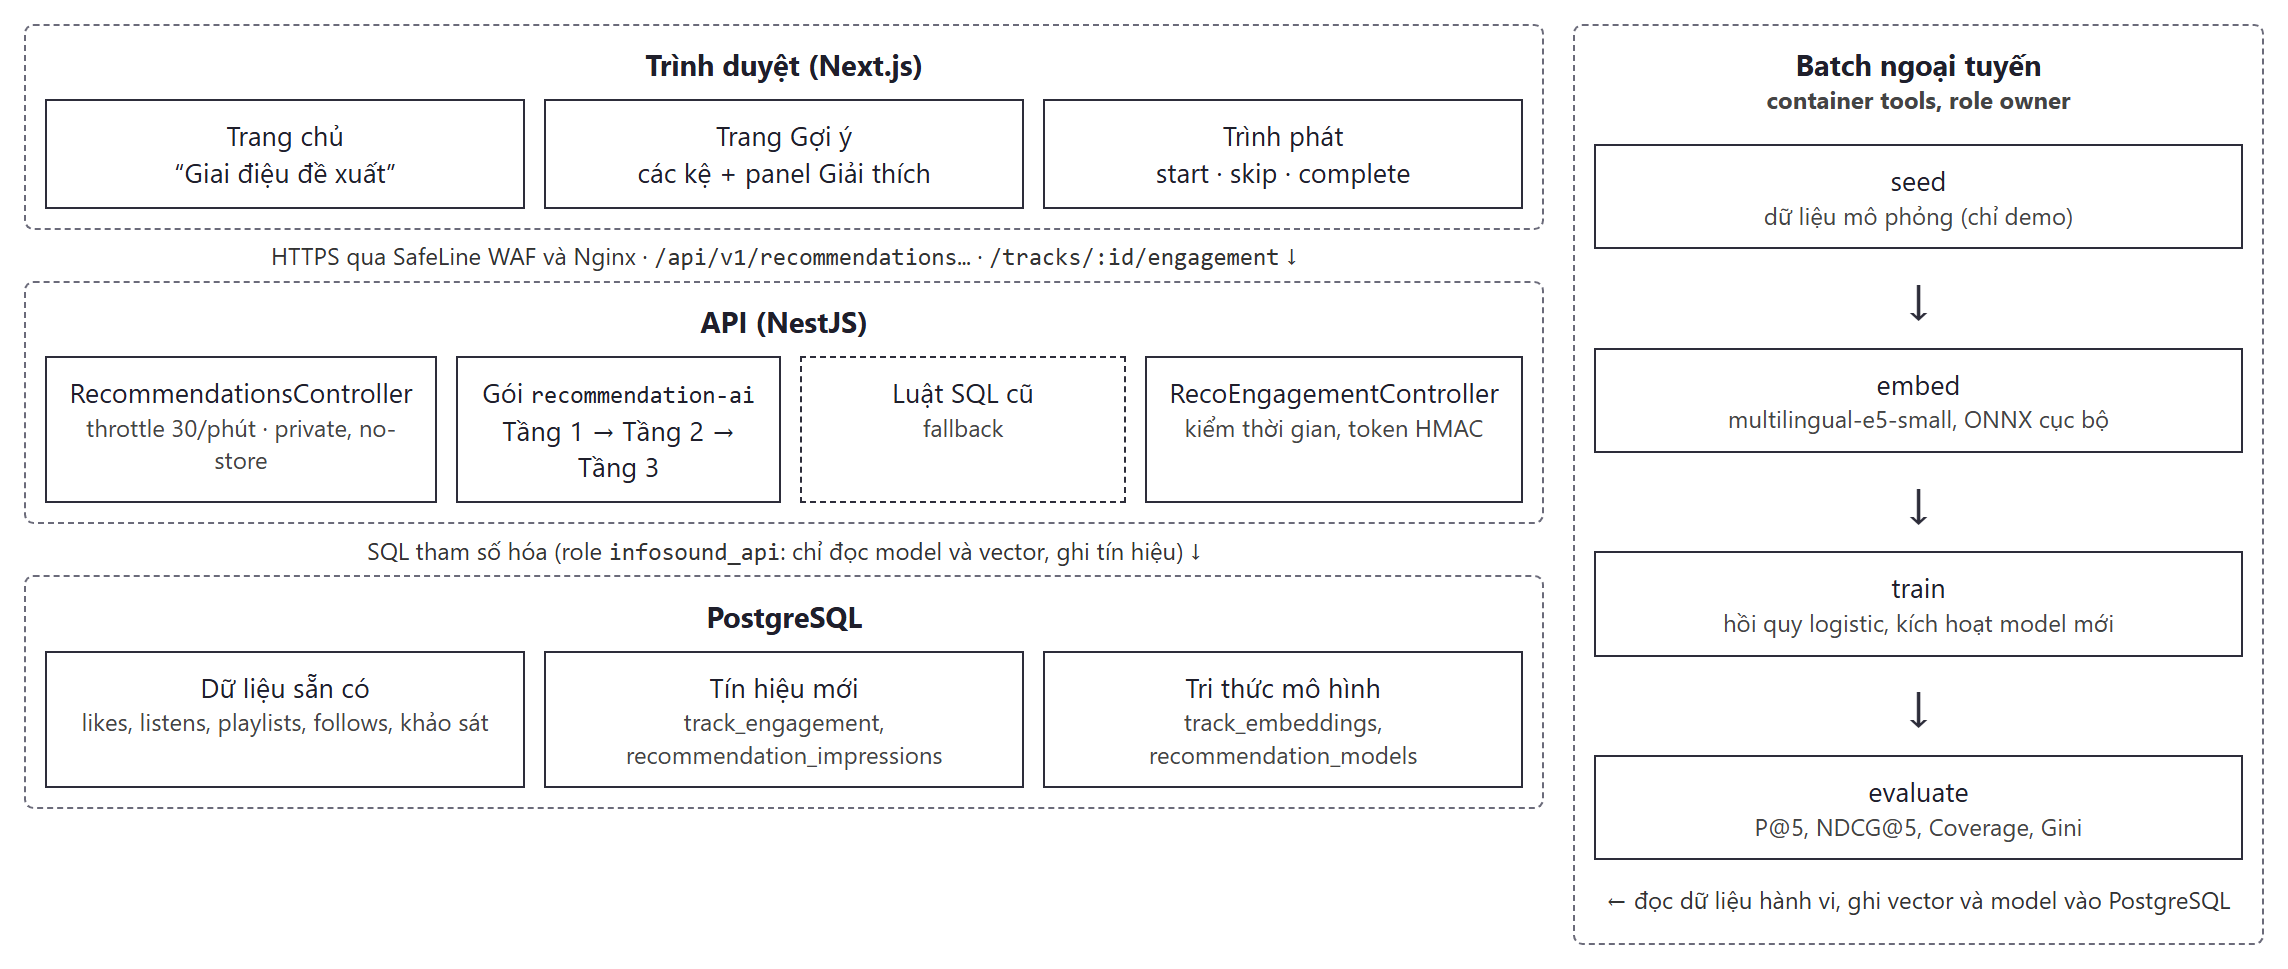 Trình duyệt (Next.js)
Trang chủ
“Giai điệu đề xuất”
Trang Gợi ý
các kệ + panel Giải thích
Trình phát
start · skip · complete
HTTPS qua SafeLine WAF và Nginx · /api/v1/recommendations… · /tracks/:id/engagement ↓
API (NestJS)
RecommendationsController
throttle 30/phút · private, no-
store
Gói recommendation-ai
Tầng 1 → Tầng 2 →
Tầng 3
Luật SQL cũ
fallback
RecoEngagementController
kiểm thời gian, token HMAC
SQL tham số hóa (role infosound_api: chỉ đọc model và vector, ghi tín hiệu) ↓
PostgreSQL
Dữ liệu sẵn có
likes, listens, playlists, follows, khảo sát
Tín hiệu mới
track_engagement,
recommendation_impressions
Tri thức mô hình
track_embeddings,
recommendation_models
Batch ngoại tuyến
container tools, role owner
seed
dữ liệu mô phỏng (chỉ demo)
↓
embed
multilingual-e5-small, ONNX cục bộ
↓
train
hồi quy logistic, kích hoạt model mới
↓
evaluate
P@5, NDCG@5, Coverage, Gini
← đọc dữ liệu hành vi, ghi vector và model vào PostgreSQL